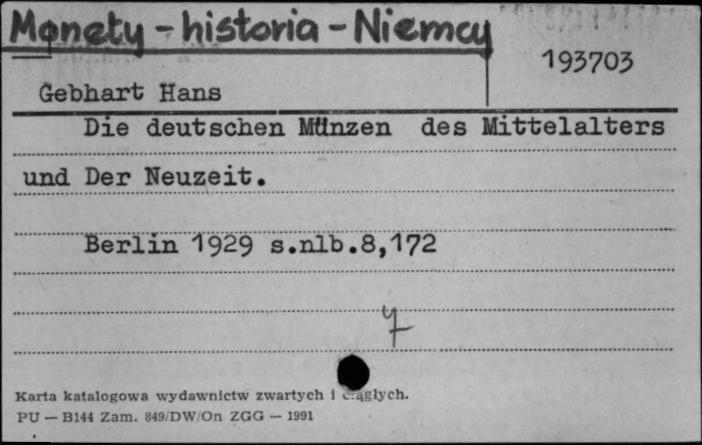 Monety - historia - Niemcy
193703
Gebhart Hans
Die deutschen Münzen des Mittelalters
und Der Neuzeit.
Berlin 1929 s.nlb.8,172
Karta katalogowa wydawnictw zwartych i ciągłych.
PU — B144 Zam. 849/DW/On ZGG — 1991